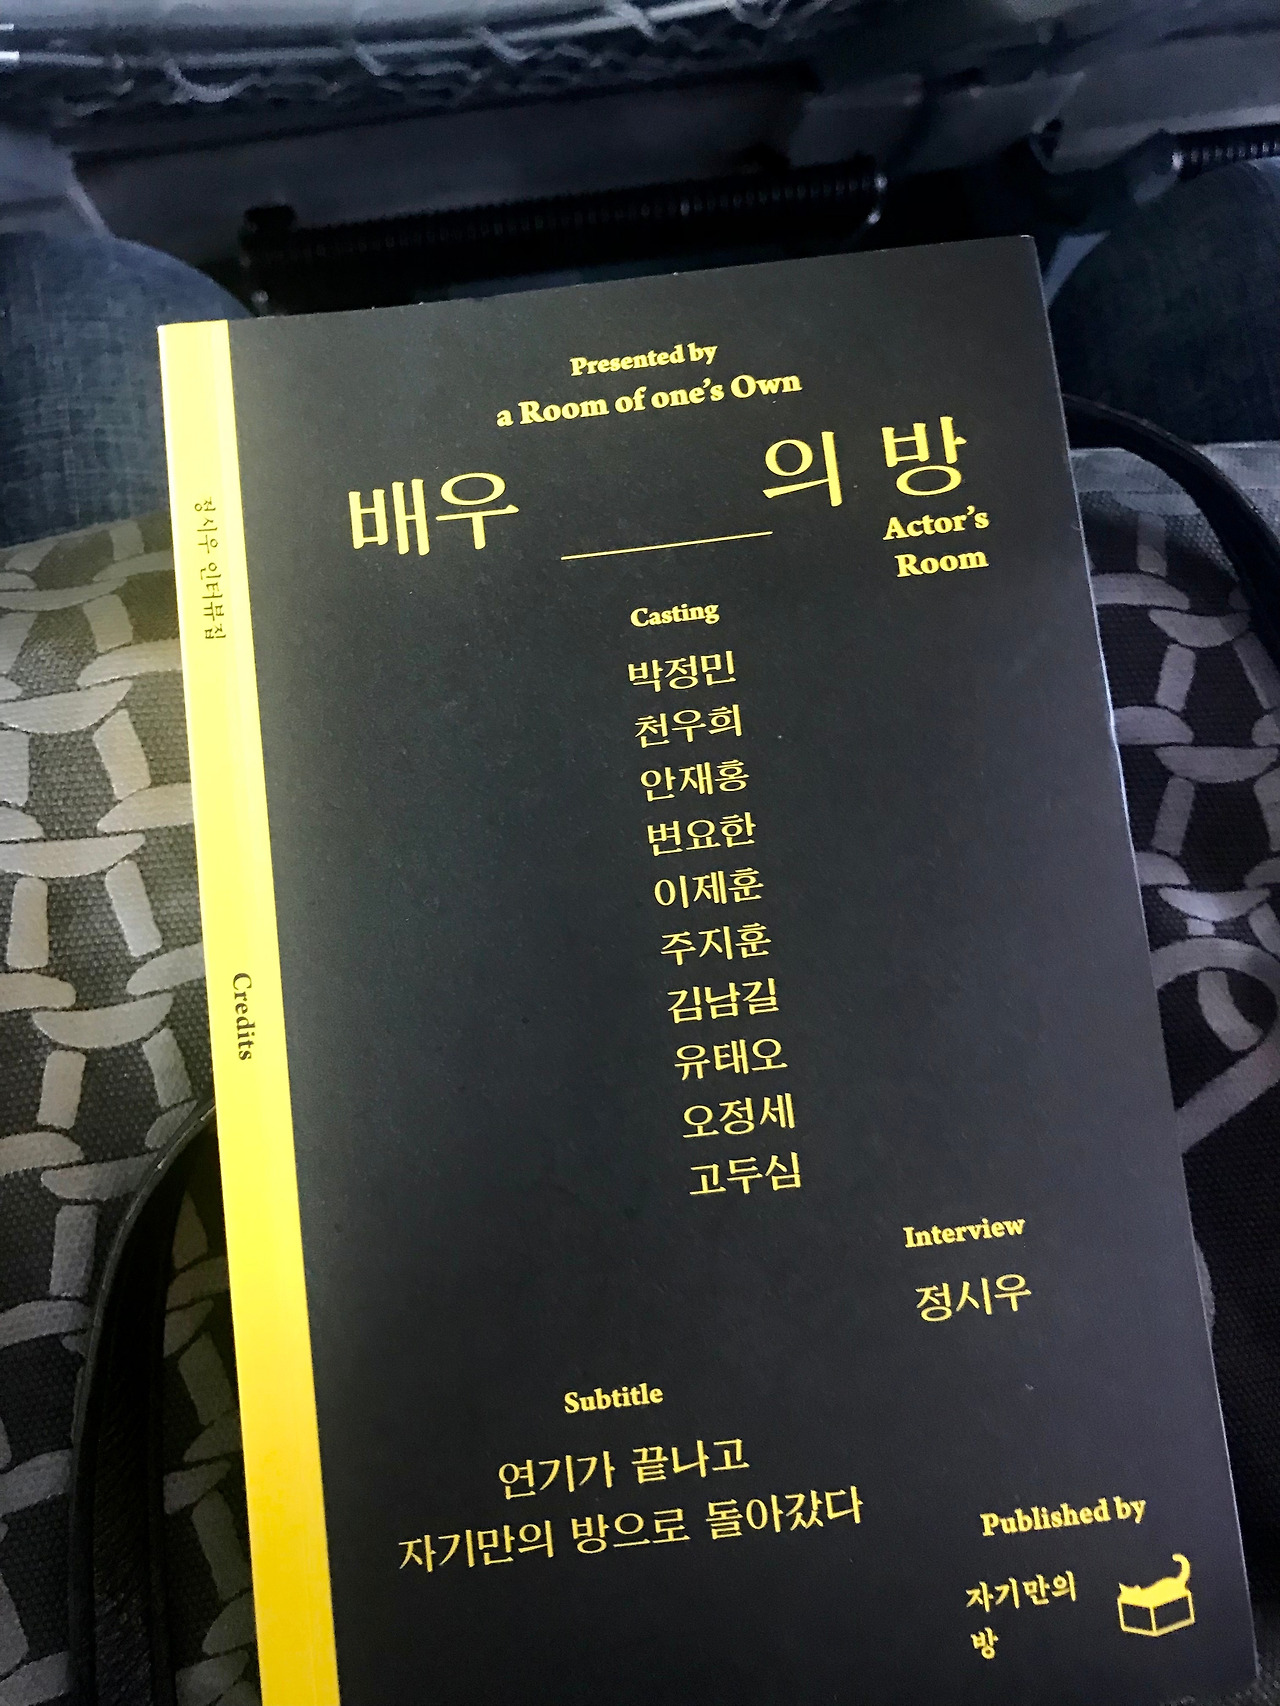 Presented by
a Room of one's Own
배우 의 방
Actor's
Room
Casting
박정민
천우희
안재홍
변요한
이제훈
주지훈
김남길
유태오
오정세
고두심
Interview
정시우
Subtitle
연기가 끝나고
자기만의 방으로 돌아갔다
Published by
자기만의
방
정시우 인터뷰집
Credits